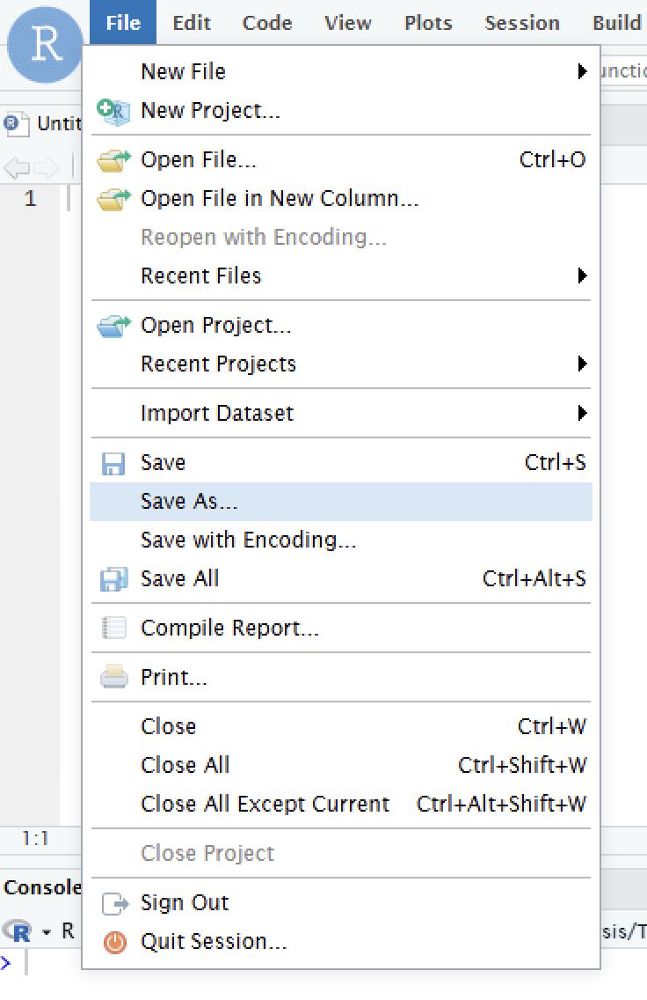 R
File Edit Code View Plots Session Build
New File
New Project...
Open File... Ctrl+O
Open File in New Column...
Reopen with Encoding...
Recent Files
Open Project...
Recent Projects
Import Dataset
Save Ctrl+S
Save As...
Save with Encoding...
Save All Ctrl+Alt+S
Compile Report...
Print...
Close Ctrl+W
Close All Ctrl+Shift+W
Close All Except Current Ctrl+Alt+Shift+W
Close Project
Sign Out
Quit Session...
Untit
1
1:1
Console
R R
sis/T
>